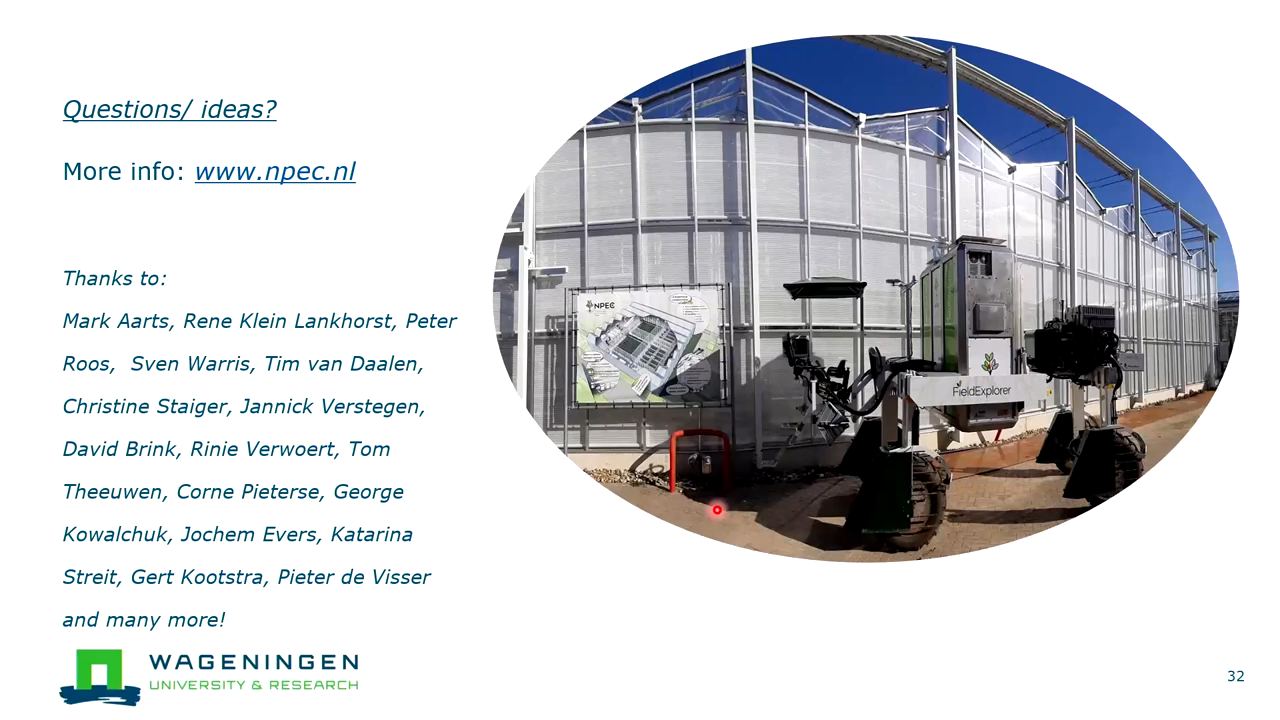 Questions/ ideas?
More info: www.npec.nl
Thanks to:
Mark Aarts, Rene Klein Lankhorst, Peter
Roos,  Sven Warris, Tim van Daalen,
Christine Staiger, Jannick Verstegen,
David Brink, Rinie Verwoert, Tom
Theeuwen, Corne Pieterse, George
Kowalchuk, Jochem Evers, Katarina
Streit, Gert Kootstra, Pieter de Visser
and many more!
NPEC
FieldExplorer
WAGENINGEN
UNIVERSITY & RESEARCH
32